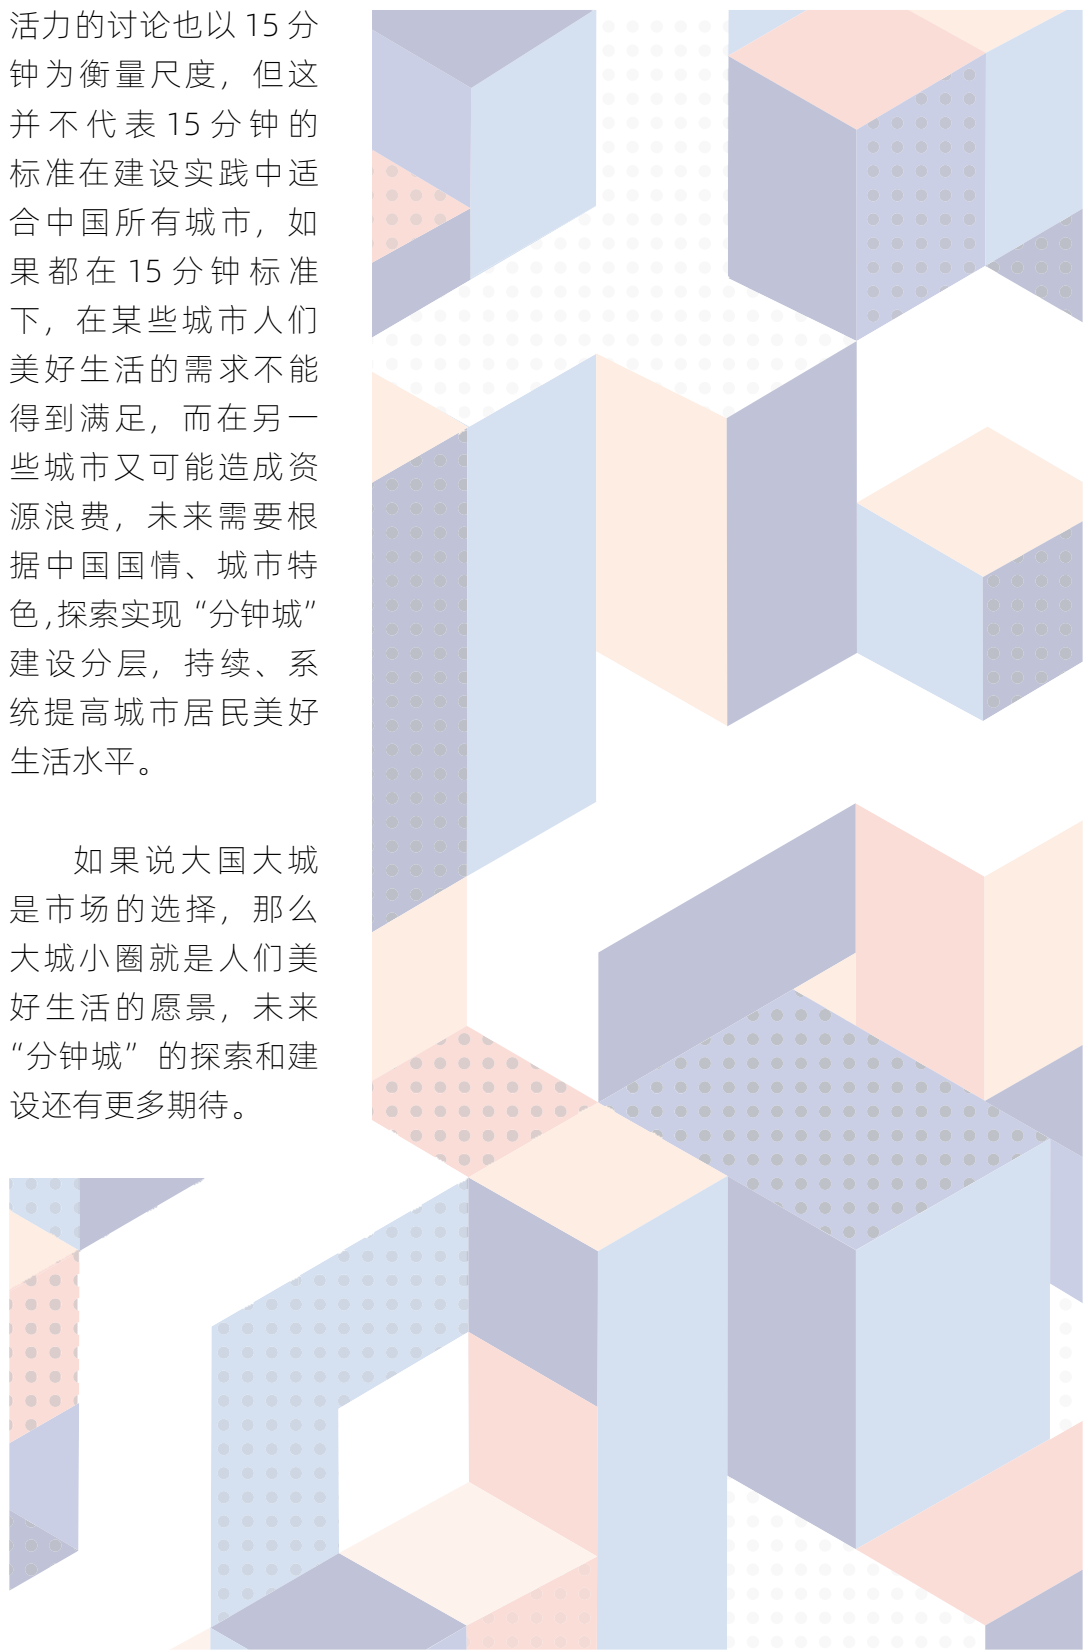 活力的讨论也以 15 分
钟为衡量尺度，但这
并不代表 15 分钟的
标准在建设实践中适
合中国所有城市，如
果都在 15 分钟标准
下，在某些城市人们
美好生活的需求不能
得到满足，而在另一
些城市又可能造成资
源浪费，未来需要根
据中国国情、城市特
色，探索实现“分钟城”
建设分层，持续、系
统提高城市居民美好
生活水平。
如果说大国大城
是市场的选择，那么
大城小圈就是人们美
好生活的愿景，未来
“分钟城” 的探索和建
设还有更多期待。